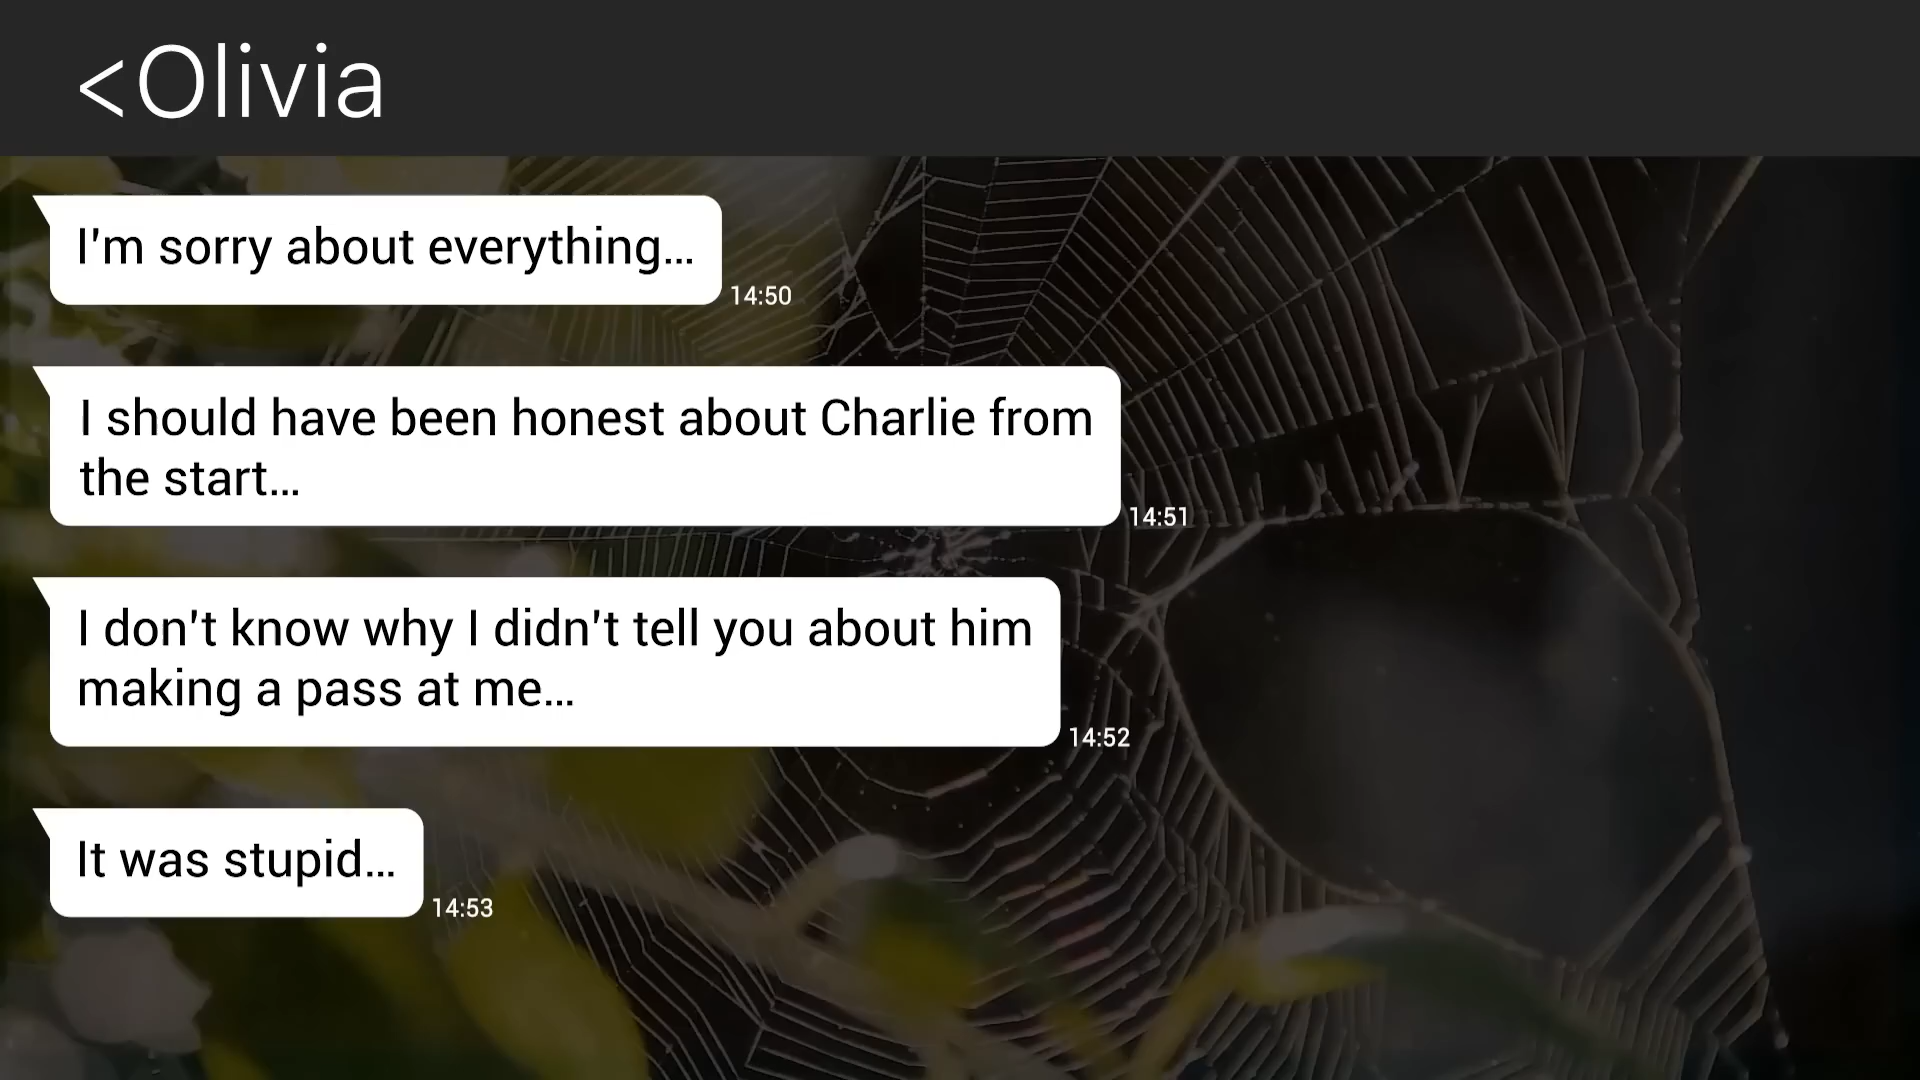 <Olivia
I'm sorry about everything...
14:50
I should have been honest about Charlie from
the start...
14:51
I don't know why I didn't tell you about him
making a pass at me...
14:52
It was stupid...
14:53